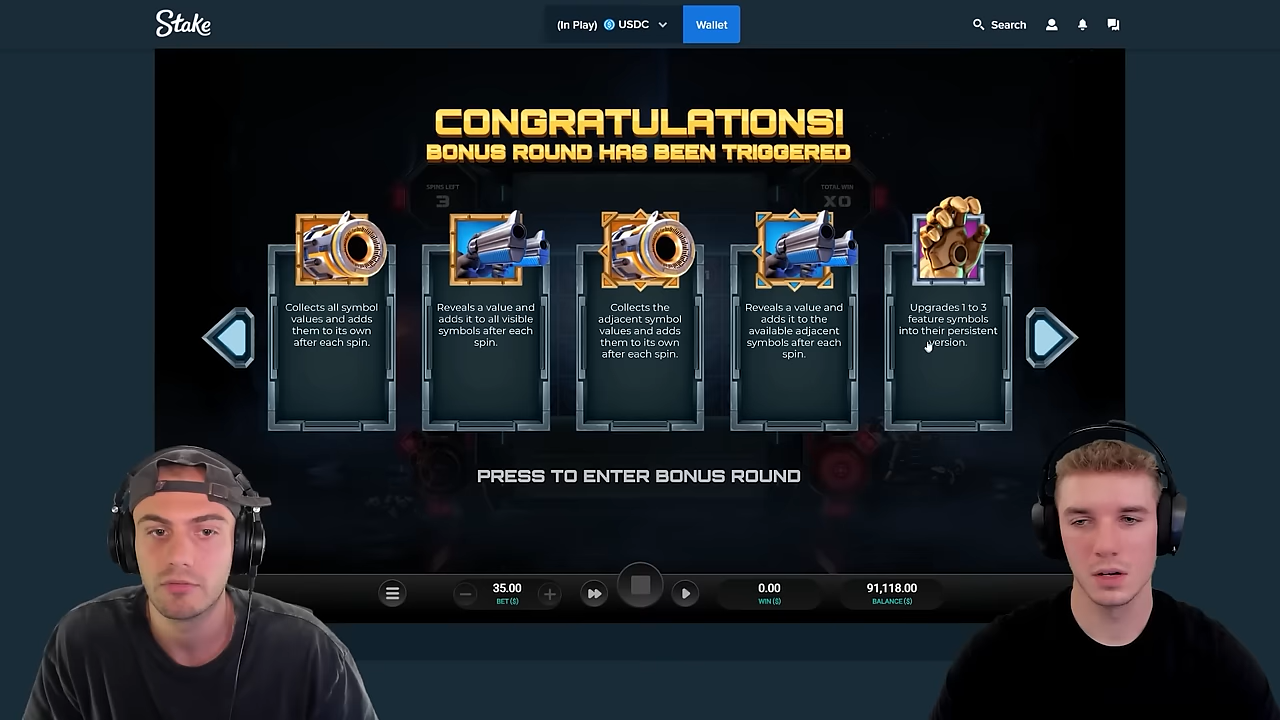 Stake
(In Play) USDC
Wallet
Search
CONGRATULATIONS!
BONUS ROUND HAS BEEN TRIGGERED
SPINS LEFT
3
TOTAL WIN
X0
Collects all symbol
values and adds
them to its own
after each spin.
Reveals a value and
adds it to all visible
symbols after each
spin.
Collects the
adjacent symbol
values and adds
them to its own
after each spin.
Reveals a value and
adds it to the
available adjacent
symbols after each
spin.
Upgrades 1 to 3
feature symbols
into their persistent
version.
PRESS TO ENTER BONUS ROUND
35.00
BET ($)
0.00
WIN ($)
91,118.00
BALANCE ($)